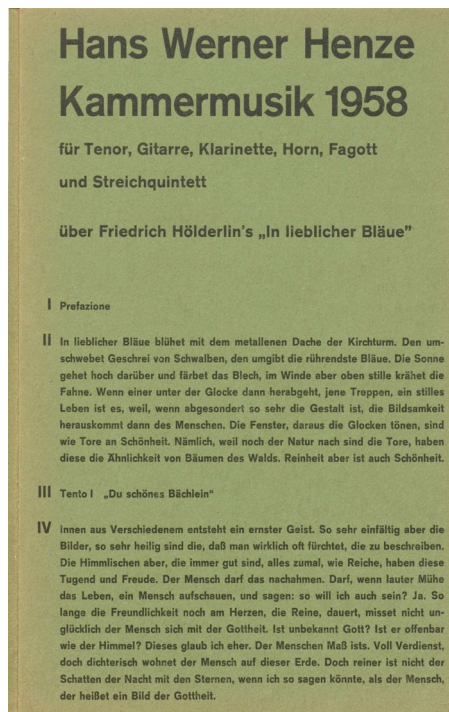 Hans Werner Henze
Kammermusik 1958
für Tenor, Gitarre, Klarinette, Horn, Fagott
und Streichquintett
über Friedrich Hölderlin's „In lieblicher Bläue”
I Prefazione
II In lieblicher Bläue blühet mit dem metallenen Dache der Kirchturm. Den um-
schwebet Geschrei von Schwalben, den umgibt die rührendste Bläue. Die Sonne
gehet hoch darüber und färbet das Blech, im Winde aber oben stille krähet die
Fahne. Wenn einer unter der Glocke dann herabgeht, jene Treppen, ein stilles
Leben ist es, weil, wenn abgesondert so sehr die Gestalt ist, die Bildsamkeit
herauskommt dann des Menschen. Die Fenster, daraus die Glocken tönen, sind
wie Tore an Schönheit. Nämlich, weil noch der Natur nach sind die Tore, haben
diese die Ähnlichkeit von Bäumen des Walds. Reinheit aber ist auch Schönheit.
III Tento I „Du schönes Bächlein”
IV Innen aus Verschiedenem entsteht ein ernster Geist. So sehr einfältig aber die
Bilder, so sehr heilig sind die, daß man wirklich oft fürchtet, die zu beschreiben.
Die Himmlischen aber, die immer gut sind, alles zumal, wie Reiche, haben diese
Tugend und Freude. Der Mensch darf das nachahmen. Darf, wenn lauter Mühe
das Leben, ein Mensch aufschauen, und sagen: so will ich auch sein? Ja. So
lange die Freundlichkeit noch am Herzen, die Reine, dauert, misset nicht un-
glücklich der Mensch sich mit der Gottheit. Ist unbekannt Gott? Ist er offenbar
wie der Himmel? Dieses glaub ich eher. Der Menschen Maß ists. Voll Verdienst,
doch dichterisch wohnet der Mensch auf dieser Erde. Doch reiner ist nicht der
Schatten der Nacht mit den Sternen, wenn ich so sagen könnte, als der Mensch,
der heißet ein Bild der Gottheit.